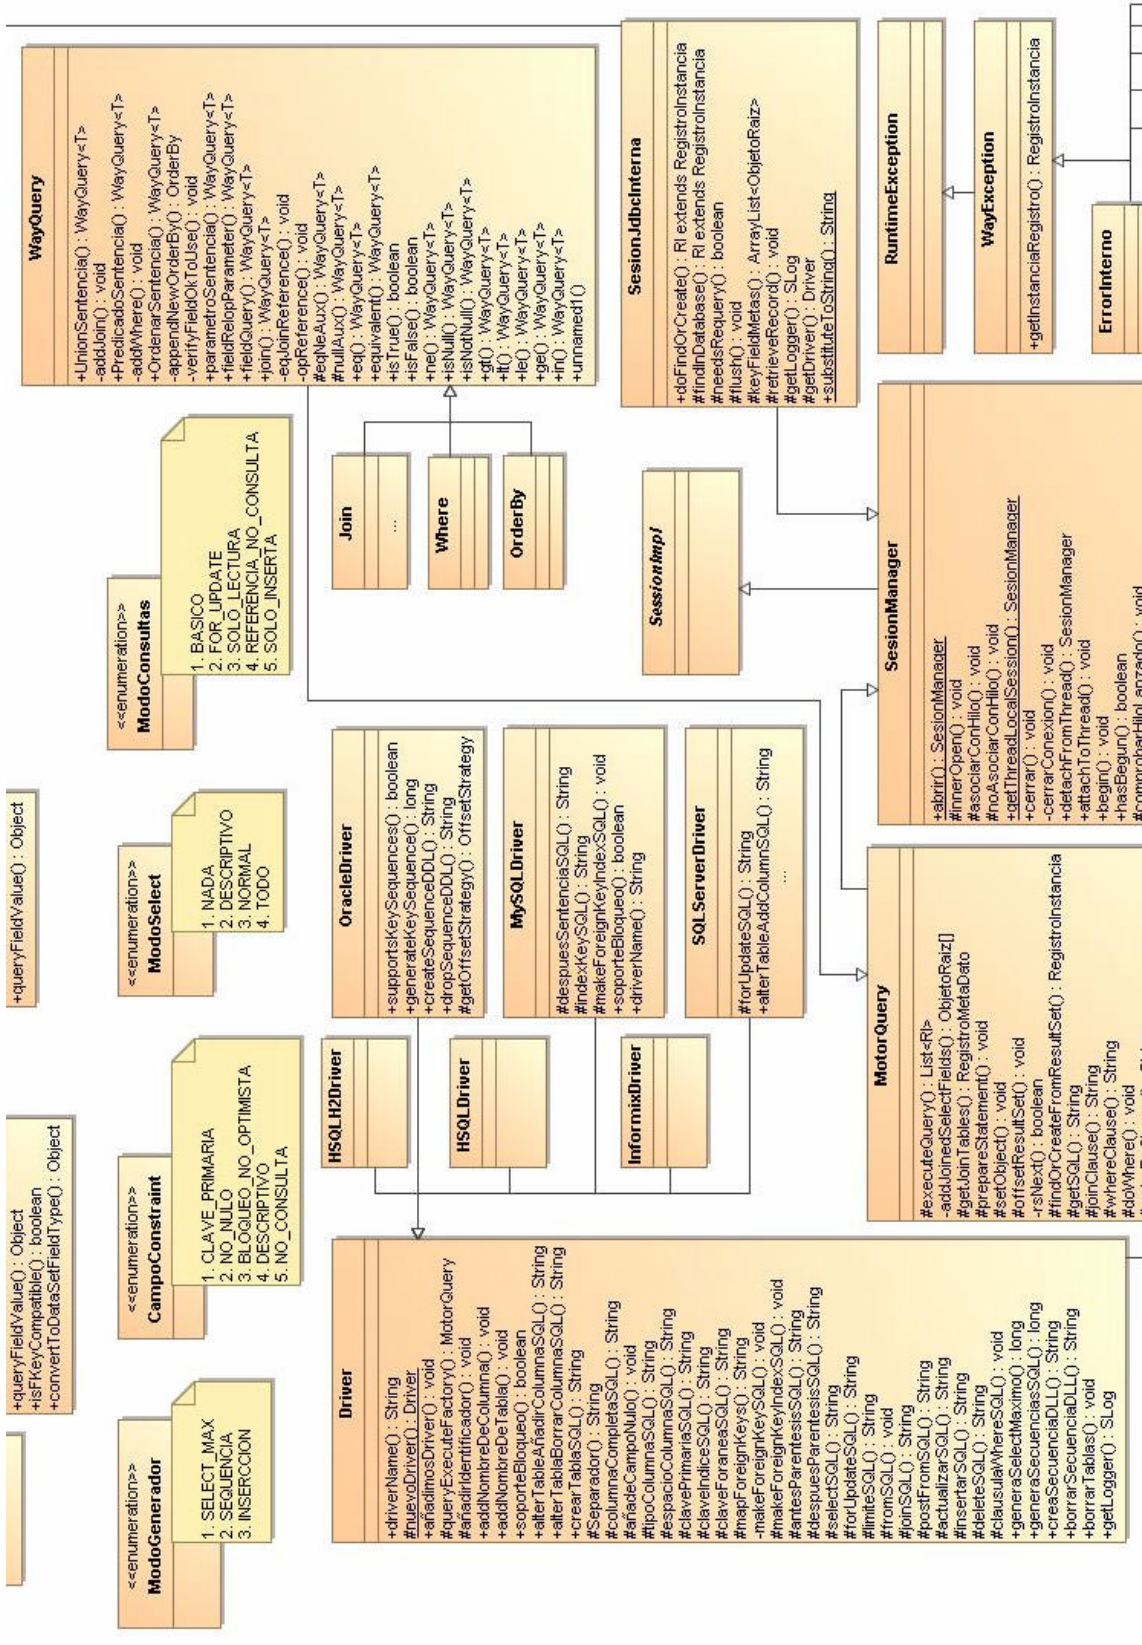 +queryFieldValue() : Object
+isFKeyCompatible() : boolean
+convertToDataSetFieldType() : Object
+queryFieldValue() : Object
<<enumeration>>
ModoGenerador
1. SELECT_MAX
2. SEQUENCIA
3. INSERCCION
<<enumeration>>
CampoConstraint
1. CLAVE_PRIMARIA
2. NO_NULO
3. BLOQUEO_NO_OPTIMISTA
4. DESCRIPTIVO
5. NO_CONSULTA
<<enumeration>>
ModoSelect
1. NADA
2. DESCRIPTIVO
3. NORMAL
4. TODO
<<enumeration>>
ModoConsultas
1. BASICO
2. FOR_UPDATE
3. SOLO_LECTURA
4. REFERENCIA_NO_CONSULTA
5. SOLO_INSERTA
WayQuery
+UnionSentencia() : WayQuery<T>
-addJoin() : void
+PredicadoSentencia() : WayQuery<T>
-addWhere() : void
+OrdenarSentencia() : WayQuery<T>
-appendNewOrderBy() : OrderBy
-verifyFieldOkToUse() : void
+parametroSentencia() : WayQuery<T>
+fieldRelopParameter() : WayQuery<T>
+fieldQuery() : WayQuery<T>
+join() : WayQuery<T>
-eqJoinReference() : void
-opReference() : void
#eqNeAux() : WayQuery<T>
#nullAux() : WayQuery<T>
+eq() : WayQuery<T>
+equivalent() : WayQuery<T>
+isTrue() : boolean
+isFalse() : boolean
+ne() : WayQuery<T>
+isNull() : WayQuery<T>
+isNotNull() : WayQuery<T>
+gt() : WayQuery<T>
+lt() : WayQuery<T>
+le() : WayQuery<T>
+ge() : WayQuery<T>
+in() : WayQuery<T>
+unnamed1()
Driver
+driverName() : String
#nuevoDriver() : Driver
+añadimosDriver() : void
#queryExecuteFactory() : MotorQuery
#añadirIdentificador() : void
+addNombreDeColumna() : void
+addNombreDeTabla() : void
+soporteBloqueo() : boolean
+alterTableAñadirColumnaSQL() : String
+alterTablaBorrarColumnaSQL() : String
+crearTablaSQL() : String
#Separador() : String
#columnaCompletaSQL() : String
#añadeCampoNulo() : void
#tipoColumnaSQL() : String
#espacioColumnaSQL() : String
#clavePrimariaSQL() : String
#claveIndiceSQL() : String
#claveForaneaSQL() : String
#mapForeignKeys() : String
-makeForeignKeySQL() : void
#makeForeignKeyIndexSQL() : void
#antesParentesisSQL() : String
#despuesParentesisSQL() : String
#selectSQL() : String
#forUpdateSQL() : String
#limiteSQL() : String
#fromSQL() : void
#joinSQL() : String
#postFromSQL() : String
#actualizarSQL() : String
#insertarSQL() : String
#deleteSQL() : String
#clausulaWhereSQL() : void
+generaSelectMaximo() : long
+generaSecuenciasSQL() : long
+creaSecuenciaDLL() : String
+borrarSecuenciaDLL() : String
+borrarTablas() : void
+getLogger() : SLog
HSQLH2Driver
HSQLDriver
InformixDriver
OracleDriver
+supportsKeySequences() : boolean
+generateKeySequence() : long
+createSequenceDDL() : String
+dropSequenceDDL() : String
#getOffsetStrategy() : OffsetStrategy
MySQLDriver
#despuesSentenciaSQL() : String
#indexKeySQL() : String
#makeForeignKeyIndexSQL() : void
+soporteBloqueo() : boolean
+driverName() : String
SQLServerDriver
#forUpdateSQL() : String
+alterTableAddColumnSQL() : String
...
Join
...
Where
OrderBy
SessionImpl
SesionJdbcInterna
+doFindOrCreate() : RI extends RegistroInstancia
#findInDatabase() : RI extends RegistroInstancia
#needsRequery() : boolean
#flush() : void
#keyFieldMetas() : ArrayList<ObjetoRaiz>
#retrieveRecord() : void
#getLogger() : SLog
#getDriver() : Driver
+substituteToString() : String
MotorQuery
#executeQuery() : List<RI>
-addJoinedSelectFields() : ObjetoRaiz[]
#getJoinTables() : RegistroMetaDato
#prepareStatement() : void
#setObject() : void
#offsetResultSet() : void
-rsNext() : boolean
#findOrCreateFromResultSet() : RegistroInstancia
#getSQL() : String
#joinClause() : String
#whereClause() : String
#doWhere() : void
SesionManager
+abrir() : SesionManager
#innerOpen() : void
#asociarConHilo() : void
#noAsociarConHilo() : void
+getThreadLocalSession() : SesionManager
+cerrar() : void
-cerrarConexion() : void
+detachFromThread() : SesionManager
+attachToThread() : void
+begin() : void
+hasBegun() : boolean
#comprobarHiloLanzado() : void
RuntimeException
WayException
+getInstanciaRegistro() : RegistroInstancia
ErrorInterno